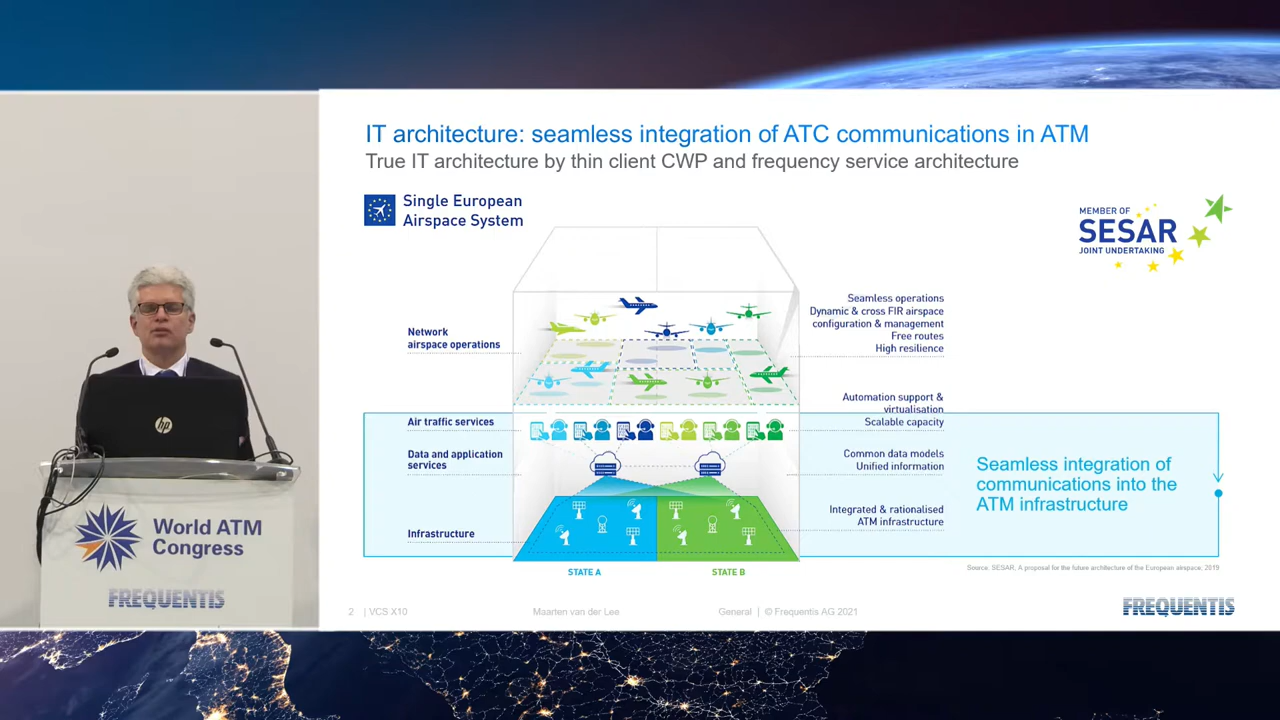 IT architecture: seamless integration of ATC communications in ATM
True IT architecture by thin client CWP and frequency service architecture
Single European
Airspace System
MEMBER OF
SESAR
JOINT UNDERTAKING
Network
airspace operations
Seamless operations
Dynamic & cross FIR airspace
configuration & management
Free routes
High resilience
Air traffic services
Automation support &
virtualisation
Scalable capacity
Data and application
services
Common data models
Unified information
Infrastructure
Integrated & rationalised
ATM infrastructure
Seamless integration of
communications into the
ATM infrastructure
STATE A
STATE B
Source: SESAR, A proposal for the future architecture of the European airspace; 2019
2 | VCS X10
Maarten van der Lee
General | © Frequentis AG 2021
FREQUENTIS
hp
World ATM
Congress
FREQUENTIS